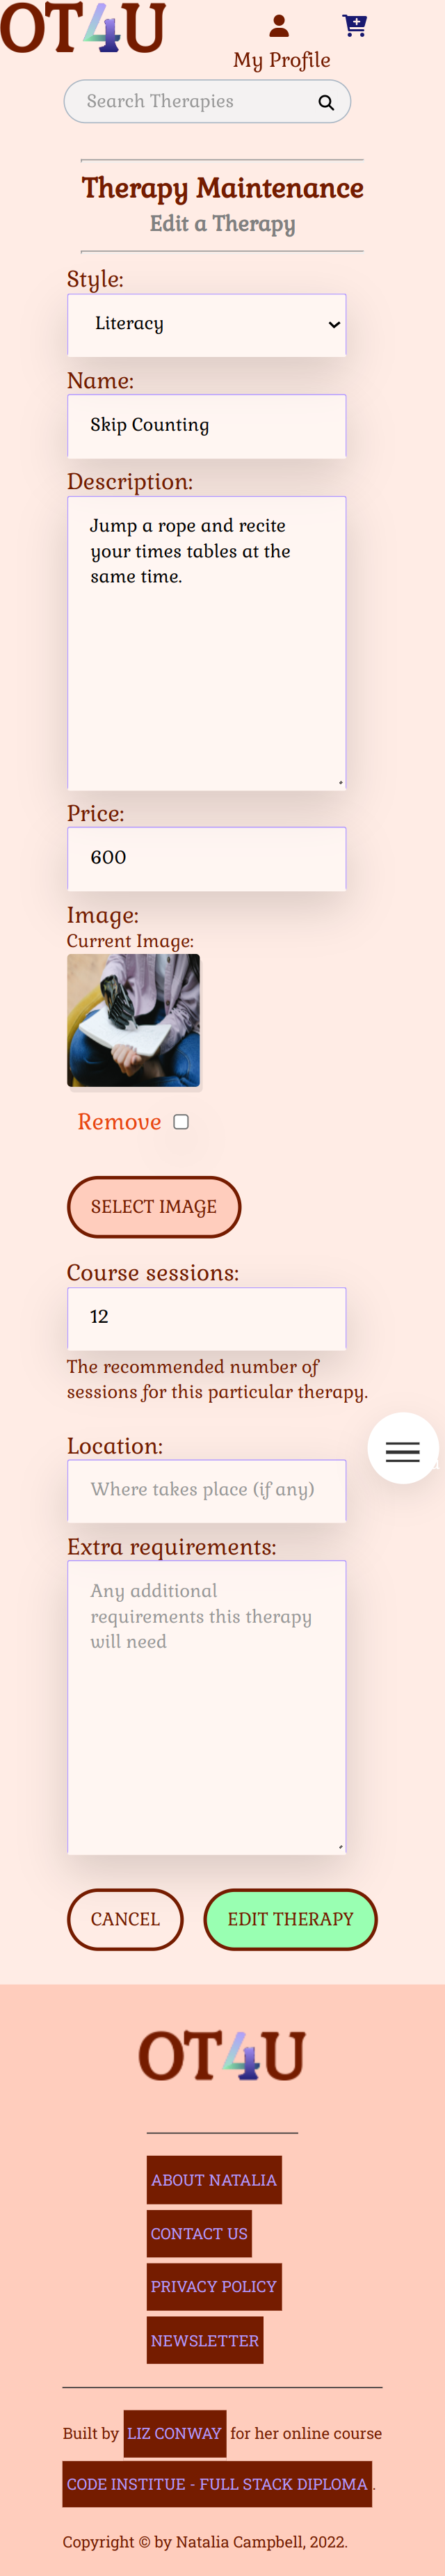 OT4U
My Profile
Search Therapies
Therapy Maintenance
Edit a Therapy
Style:
Literacy
Name:
Skip Counting
Description:
Jump a rope and recite
your times tables at the
same time.
Price:
600
Image:
Current Image:
Remove
SELECT IMAGE
Course sessions:
12
The recommended number of
sessions for this particular therapy.
Location:
Where takes place (if any)
Extra requirements:
Any additional
requirements this therapy
will need
CANCEL
EDIT THERAPY
OT4U
ABOUT NATALIA
CONTACT US
PRIVACY POLICY
NEWSLETTER
Built by LIZ CONWAY for her online course
CODE INSTITUE - FULL STACK DIPLOMA .
Copyright © by Natalia Campbell, 2022.